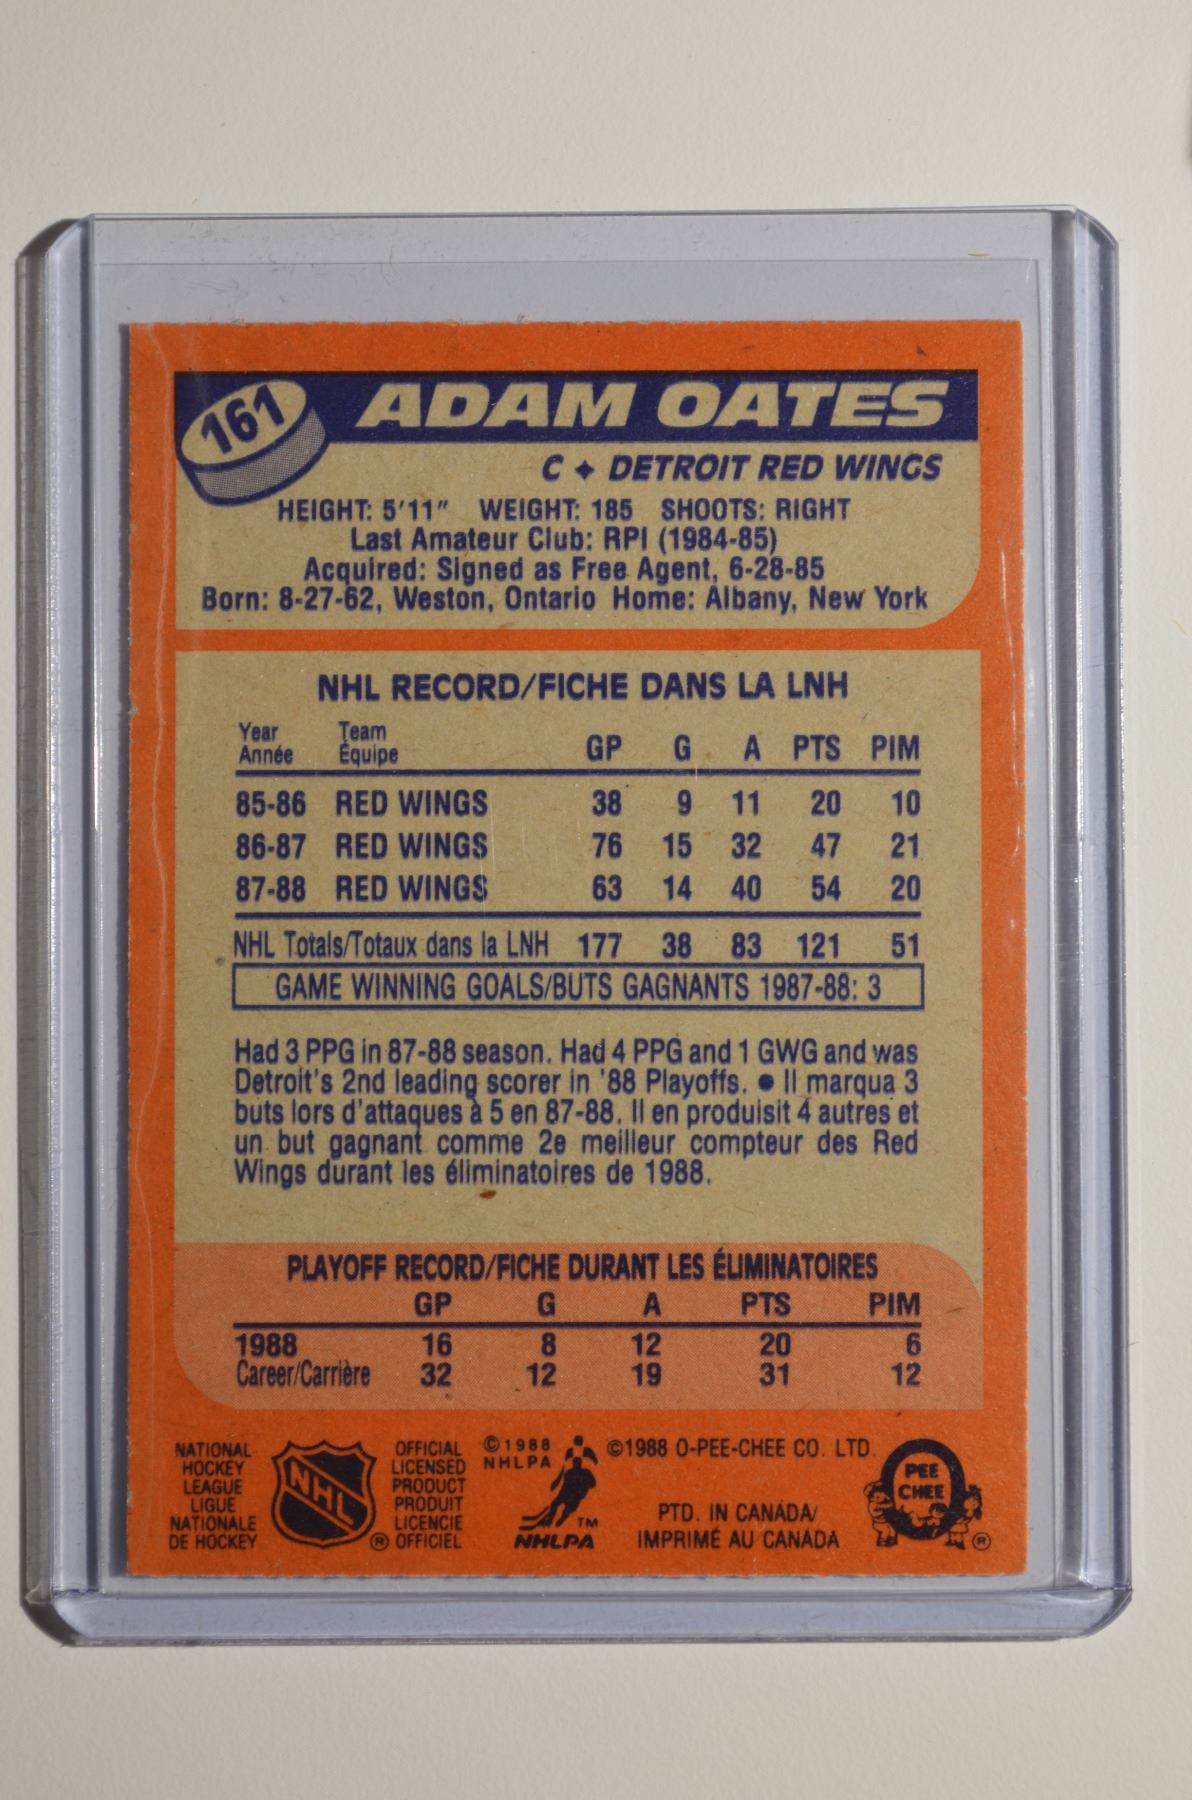 161
ADAM OATES
C ♦ DETROIT RED WINGS
HEIGHT: 5'11" WEIGHT: 185 SHOOTS: RIGHT
Last Amateur Club: RPI (1984-85)
Acquired: Signed as Free Agent, 6-28-85
Born: 8-27-62, Weston, Ontario Home: Albany, New York
NHL RECORD/FICHE DANS LA LNH
Year Team
Année Équipe GP G A PTS PIM
85-86 RED WINGS 38 9 11 20 10
86-87 RED WINGS 76 15 32 47 21
87-88 RED WINGS 63 14 40 54 20
NHL Totals/Totaux dans la LNH 177 38 83 121 51
GAME WINNING GOALS/BUTS GAGNANTS 1987-88: 3
Had 3 PPG in 87-88 season. Had 4 PPG and 1 GWG and was
Detroit's 2nd leading scorer in '88 Playoffs. ● Il marqua 3
buts lors d'attaques à 5 en 87-88. Il en produisit 4 autres et
un but gagnant comme 2e meilleur compteur des Red
Wings durant les éliminatoires de 1988.
PLAYOFF RECORD/FICHE DURANT LES ÉLIMINATOIRES
GP G A PTS PIM
1988 16 8 12 20 6
Career/Carrière 32 12 19 31 12
NATIONAL
HOCKEY
LEAGUE
LIGUE
NATIONALE
DE HOCKEY
NHL
®
OFFICIAL
LICENSED
PRODUCT
PRODUIT
LICENCIE
OFFICIEL
©1988
NHLPA
TM
NHLPA
©1988 O-PEE-CHEE CO. LTD.
PTD. IN CANADA/
IMPRIMÉ AU CANADA
O
PEE
CHEE
®